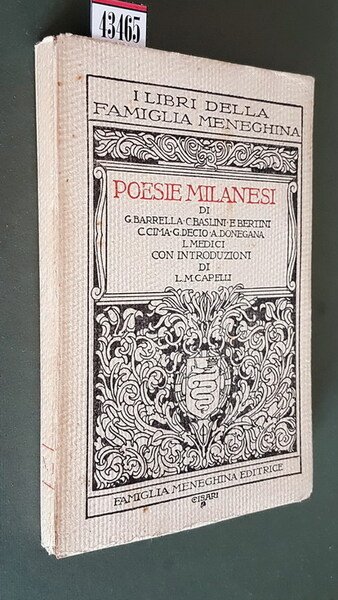 43465
I LIBRI DELLA
FAMIGLIA MENEGHINA
POESIE MILANESI
DI
G. BARRELLA · C. BASLINI · E. BERTINI
C. CIMA · G. DECIO · A. DONEGANA
L. MEDICI
CON INTRODUZIONI
DI
L. M. CAPELLI
FAMIGLIA MENEGHINA EDITRICE
CISARI